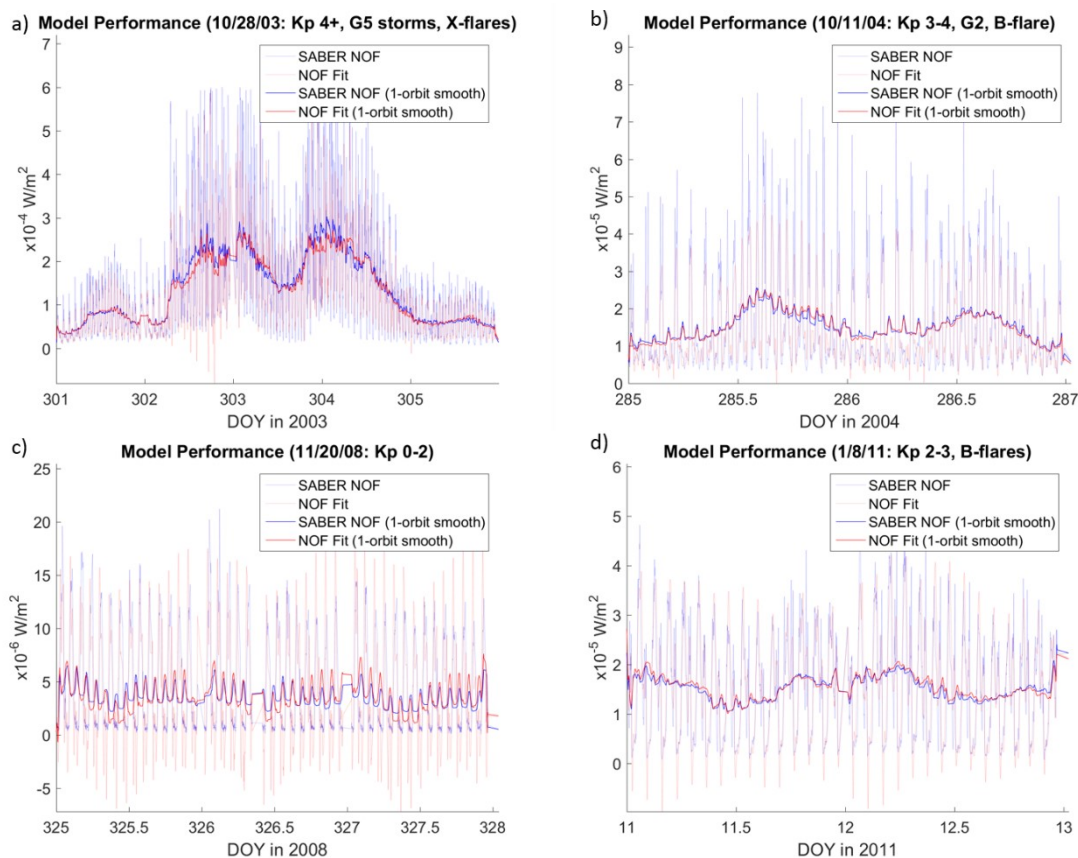 a)
Model Performance (10/28/03: Kp 4+, G5 storms, X-flares)
SABER NOF
NOF Fit
SABER NOF (1-orbit smooth)
NOF Fit (1-orbit smooth)
x10-4 W/m2
7
6
5
4
3
2
1
0
301
302
303
304
305
DOY in 2003
b)
Model Performance (10/11/04: Kp 3-4, G2, B-flare)
SABER NOF
NOF Fit
SABER NOF (1-orbit smooth)
NOF Fit (1-orbit smooth)
x10-5 W/m2
9
8
7
6
5
4
3
2
1
0
285
285.5
286
286.5
287
DOY in 2004
c)
Model Performance (11/20/08: Kp 0-2)
SABER NOF
NOF Fit
SABER NOF (1-orbit smooth)
NOF Fit (1-orbit smooth)
x10-6 W/m2
25
20
15
10
5
0
-5
325
325.5
326
326.5
327
327.5
328
DOY in 2008
d)
Model Performance (1/8/11: Kp 2-3, B-flares)
SABER NOF
NOF Fit
SABER NOF (1-orbit smooth)
NOF Fit (1-orbit smooth)
x10-5 W/m2
6
5
4
3
2
1
0
11
11.5
12
12.5
13
DOY in 2011